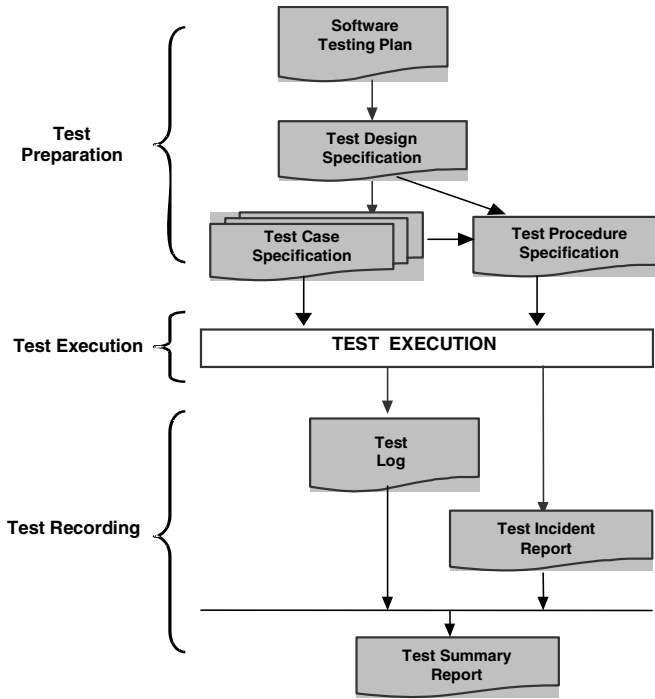 Software
Testing Plan
Test
Preparation
Test Design
Specification
Test Case
Specification
Test Procedure
Specification
Test Execution
TEST EXECUTION
Test
Log
Test Recording
Test Incident
Report
Test Summary
Report